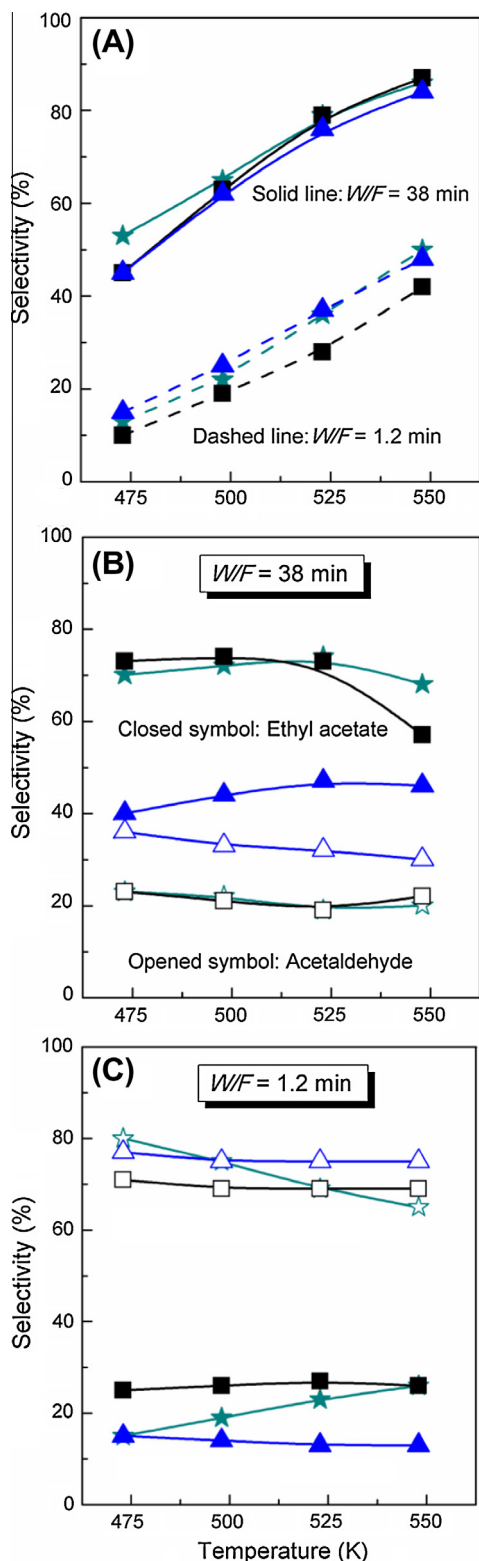 (A)
100
80
60
40
20
0
Selectivity (%)
Solid line: W/F = 38 min
Dashed line: W/F = 1.2 min
475 500 525 550
(B)
W/F = 38 min
100
80
60
40
20
0
Selectivity (%)
Closed symbol: Ethyl acetate
Opened symbol: Acetaldehyde
475 500 525 550
(C)
W/F = 1.2 min
100
80
60
40
20
0
Selectivity (%)
475 500 525 550
Temperature (K)